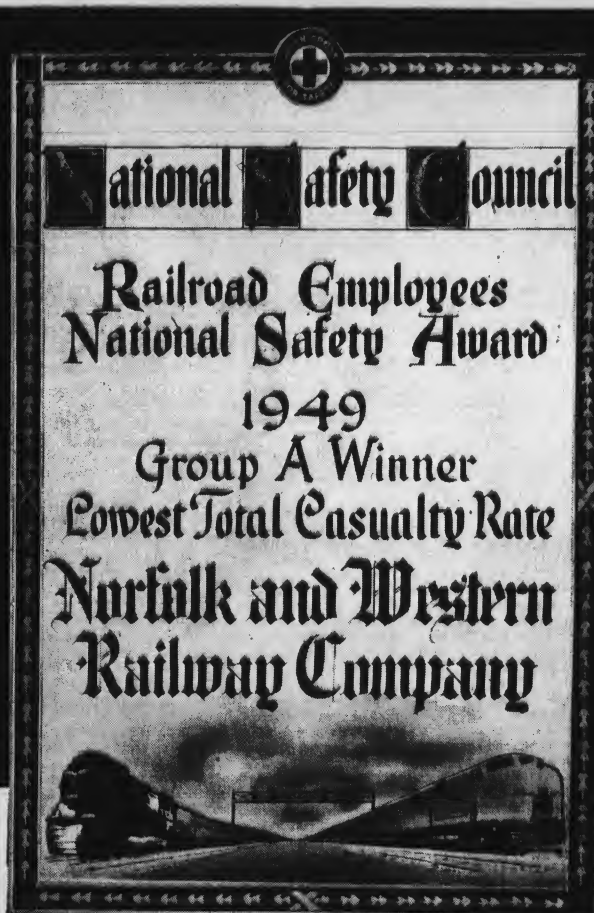 National Safety Council
Railroad Employees
National Safety Award
1949
Group A Winner
Lowest Total Casualty Rate
Norfolk and Western
Railway Company